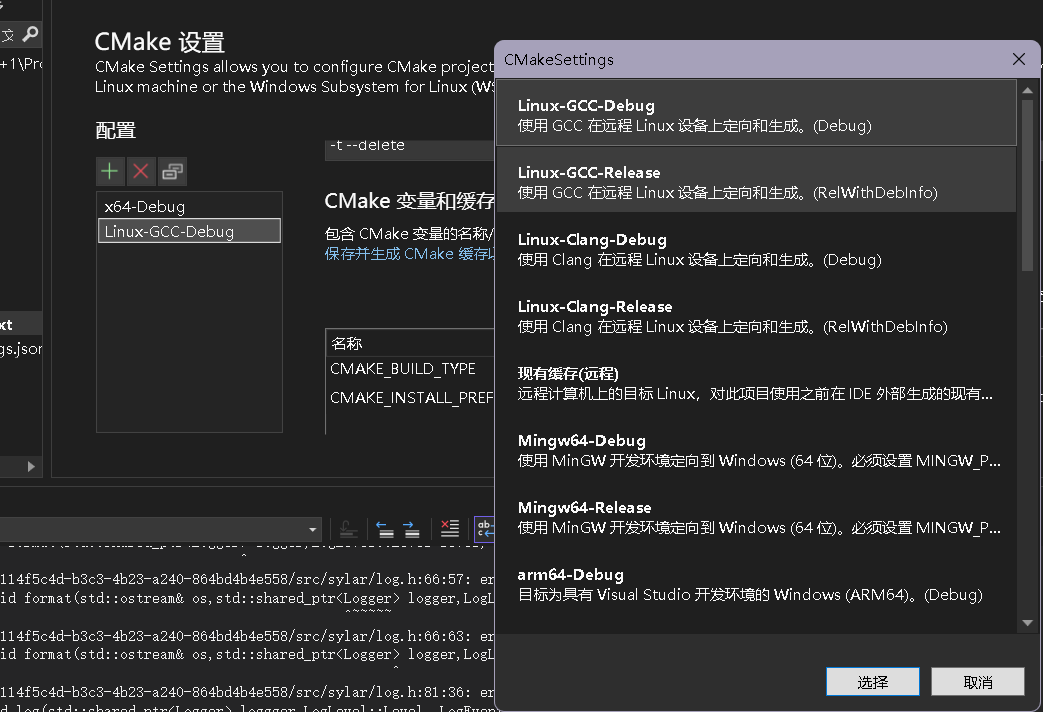 文
+1\Pro
xt
gs.json
CMake 设置
CMake Settings allows you to configure CMake project
Linux machine or the Windows Subsystem for Linux (WS
配置
x64-Debug
Linux-GCC-Debug
-t --delete
CMake 变量和缓存
包含 CMake 变量的名称/
保存并生成 CMake 缓存以
名称
CMAKE_BUILD_TYPE
CMAKE_INSTALL_PREF
114f5c4d-b3c3-4b23-a240-864bd4b4e558/src/sylar/log.h:66:57: er
id format(std::ostream& os,std::shared_ptr<Logger> logger,LogL
^~~~~~
114f5c4d-b3c3-4b23-a240-864bd4b4e558/src/sylar/log.h:66:63: er
id format(std::ostream& os,std::shared_ptr<Logger> logger,LogL
^
114f5c4d-b3c3-4b23-a240-864bd4b4e558/src/sylar/log.h:81:36: er
id log(std::shared_ptr<Logger> loggger,LogLevel::Level, LogEven
CMakeSettings
Linux-GCC-Debug
使用 GCC 在远程 Linux 设备上定向和生成。(Debug)
Linux-GCC-Release
使用 GCC 在远程 Linux 设备上定向和生成。(RelWithDebInfo)
Linux-Clang-Debug
使用 Clang 在远程 Linux 设备上定向和生成。(Debug)
Linux-Clang-Release
使用 Clang 在远程 Linux 设备上定向和生成。(RelWithDebInfo)
现有缓存(远程)
远程计算机上的目标 Linux，对此项目使用之前在 IDE 外部生成的现有...
Mingw64-Debug
使用 MinGW 开发环境定向到 Windows (64 位)。必须设置 MINGW_P...
Mingw64-Release
使用 MinGW 开发环境定向到 Windows (64 位)。必须设置 MINGW_P...
arm64-Debug
目标为具有 Visual Studio 开发环境的 Windows (ARM64)。(Debug)
选择
取消